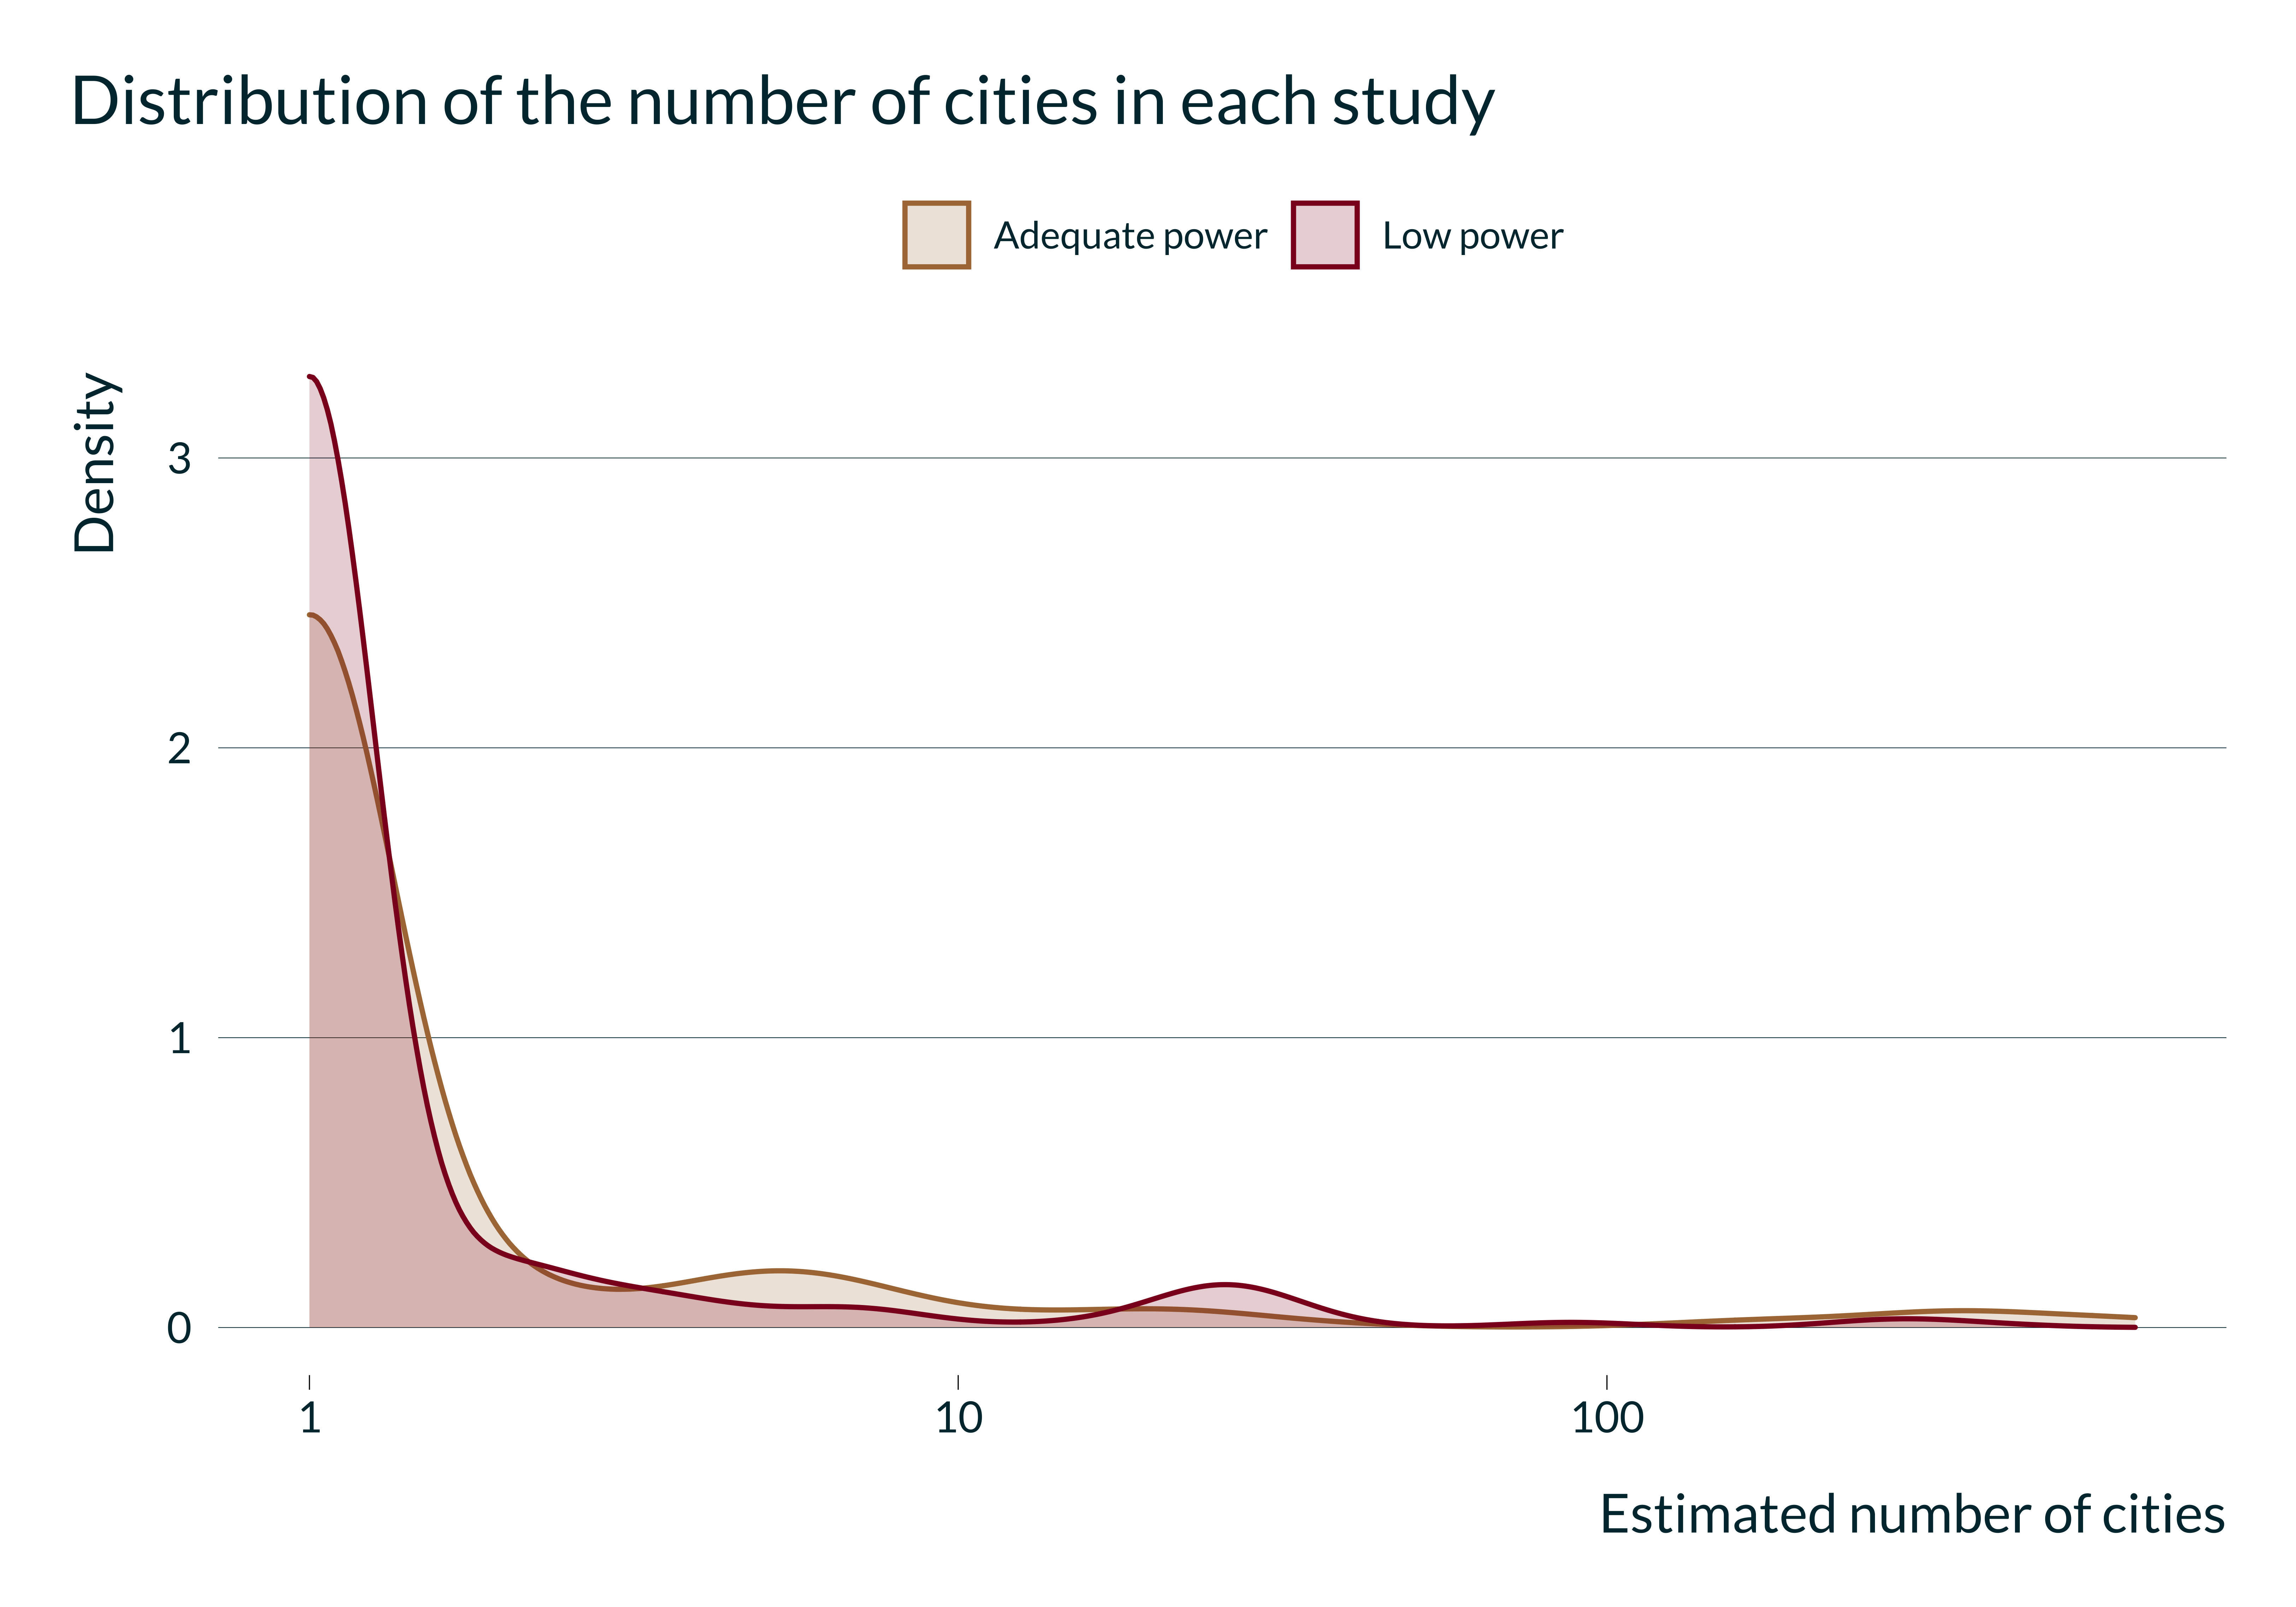 Distribution of the number of cities in each study
Adequate power
Low power
Density
3
2
1
0
1
10
100
Estimated number of cities